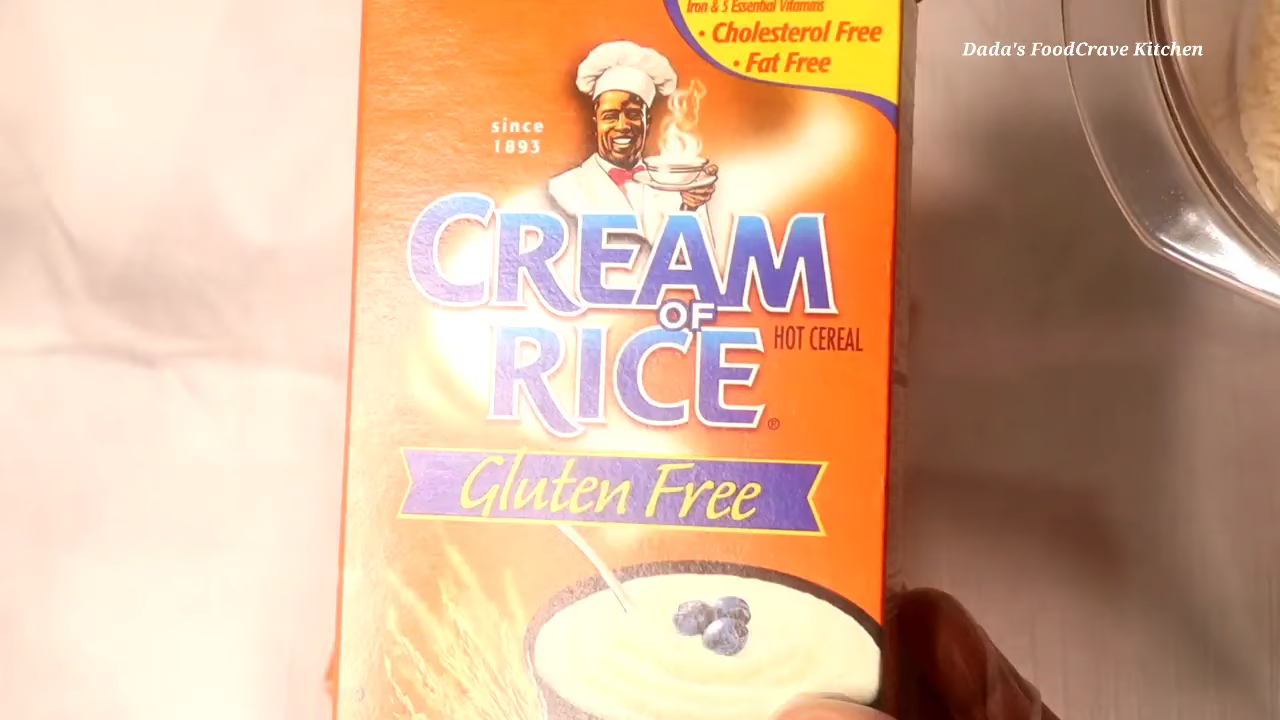 Iron & 5 Essential Vitamins
• Cholesterol Free
• Fat Free
Dada's FoodCrave Kitchen
since
1893
CREAM
OF
RICE
HOT CEREAL
®
Gluten Free